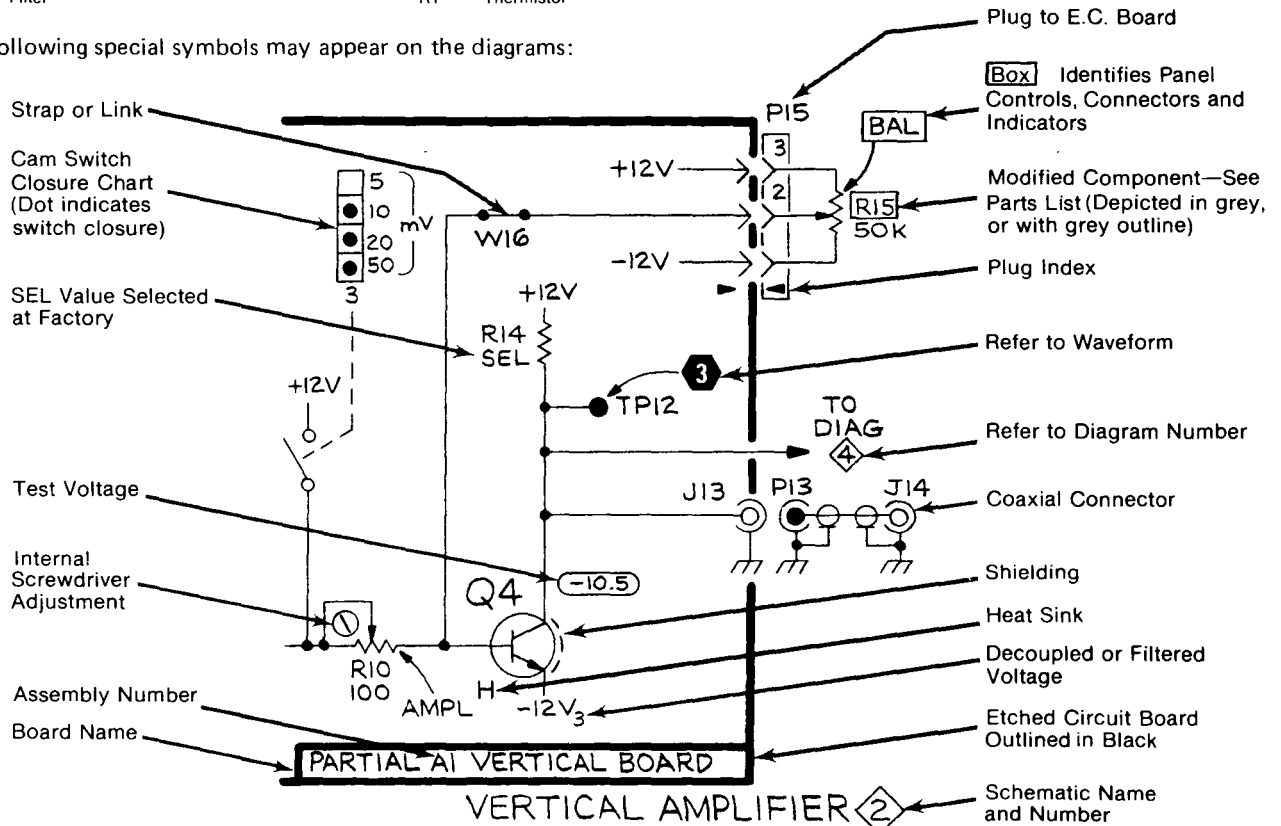 Filter
RT Thermistor
ollowing special symbols may appear on the diagrams:
Plug to E.C. Board
Box Identifies Panel
Controls, Connectors and
Indicators
Strap or Link
P15
BAL
Cam Switch
Closure Chart
(Dot indicates
switch closure)
5
10
20
50
mV
3
+12V
3
2
W16
R15
50K
-12V
Modified Component—See
Parts List (Depicted in grey,
or with grey outline)
Plug Index
SEL Value Selected
at Factory
+12V
R14
SEL
3
Refer to Waveform
TP12
+12V
TO
DIAG
4
Refer to Diagram Number
Test Voltage
J13
P13
J14
Coaxial Connector
Internal
Screwdriver
Adjustment
Q4
-10.5
Shielding
Heat Sink
R10
100
AMPL
H
-12V3
Decoupled or Filtered
Voltage
Assembly Number
Board Name
PARTIAL A1 VERTICAL BOARD
Etched Circuit Board
Outlined in Black
VERTICAL AMPLIFIER 2
Schematic Name
and Number